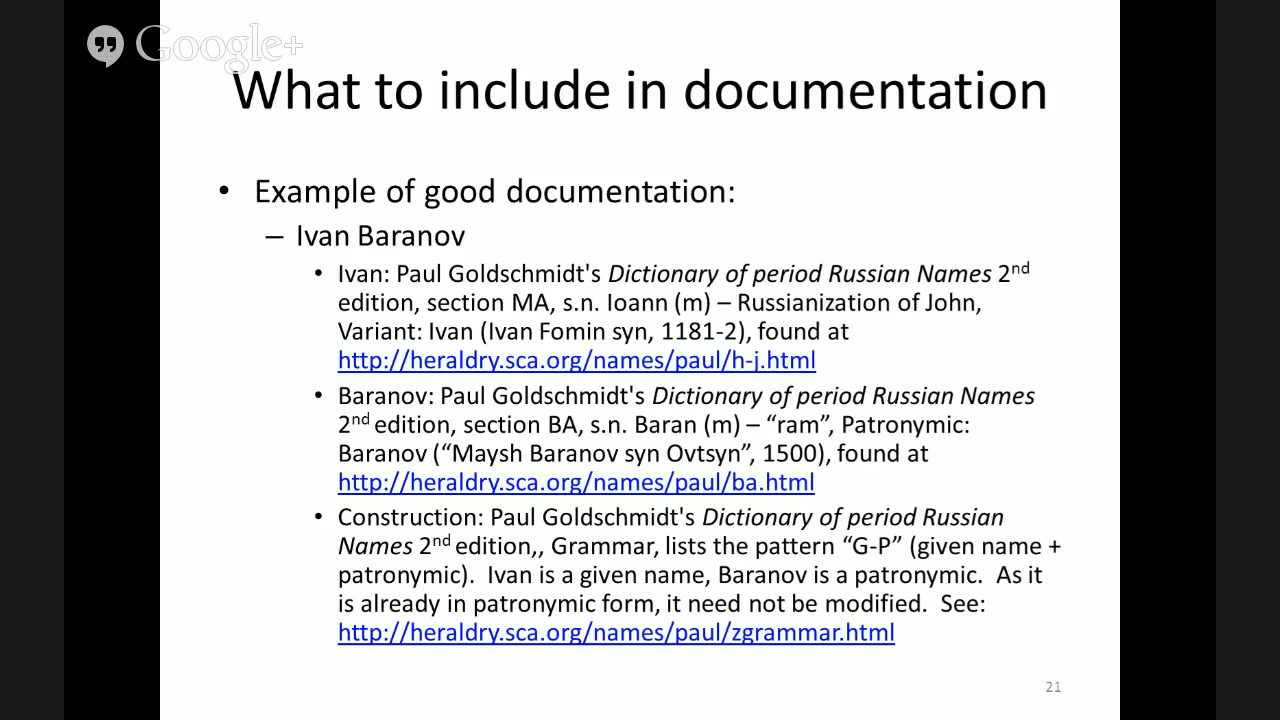 Google+
What to include in documentation
• Example of good documentation:
– Ivan Baranov
• Ivan: Paul Goldschmidt's Dictionary of period Russian Names 2nd
edition, section MA, s.n. Ioann (m) – Russianization of John,
Variant: Ivan (Ivan Fomin syn, 1181-2), found at
http://heraldry.sca.org/names/paul/h-j.html
• Baranov: Paul Goldschmidt's Dictionary of period Russian Names
2nd edition, section BA, s.n. Baran (m) – “ram”, Patronymic:
Baranov (“Maysh Baranov syn Ovtsyn”, 1500), found at
http://heraldry.sca.org/names/paul/ba.html
• Construction: Paul Goldschmidt's Dictionary of period Russian
Names 2nd edition,, Grammar, lists the pattern “G-P” (given name +
patronymic). Ivan is a given name, Baranov is a patronymic. As it
is already in patronymic form, it need not be modified. See:
http://heraldry.sca.org/names/paul/zgrammar.html
21